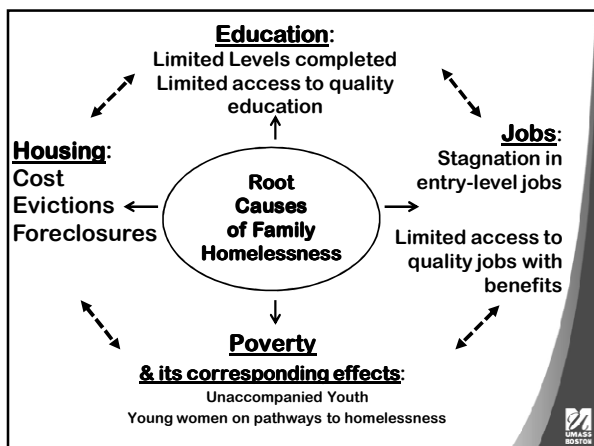 Education:
Limited Levels completed
Limited access to quality
education
Housing:
Cost
Evictions
Foreclosures
Root
Causes
of Family
Homelessness
Jobs:
Stagnation in
entry-level jobs
Limited access to
quality jobs with
benefits
Poverty
& its corresponding effects:
Unaccompanied Youth
Young women on pathways to homelessness
UMASS
BOSTON